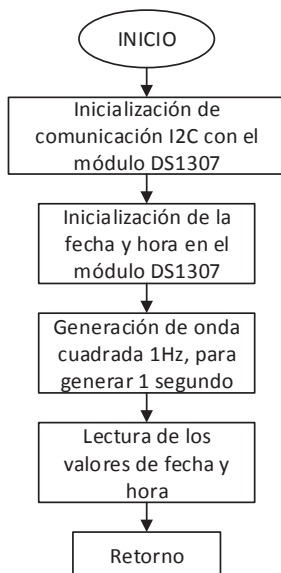 INICIO
Inicialización de
comunicación I2C con el
módulo DS1307
Inicialización de la
fecha y hora en el
módulo DS1307
Generación de onda
cuadrada 1Hz, para
generar 1 segundo
Lectura de los
valores de fecha y
hora
Retorno